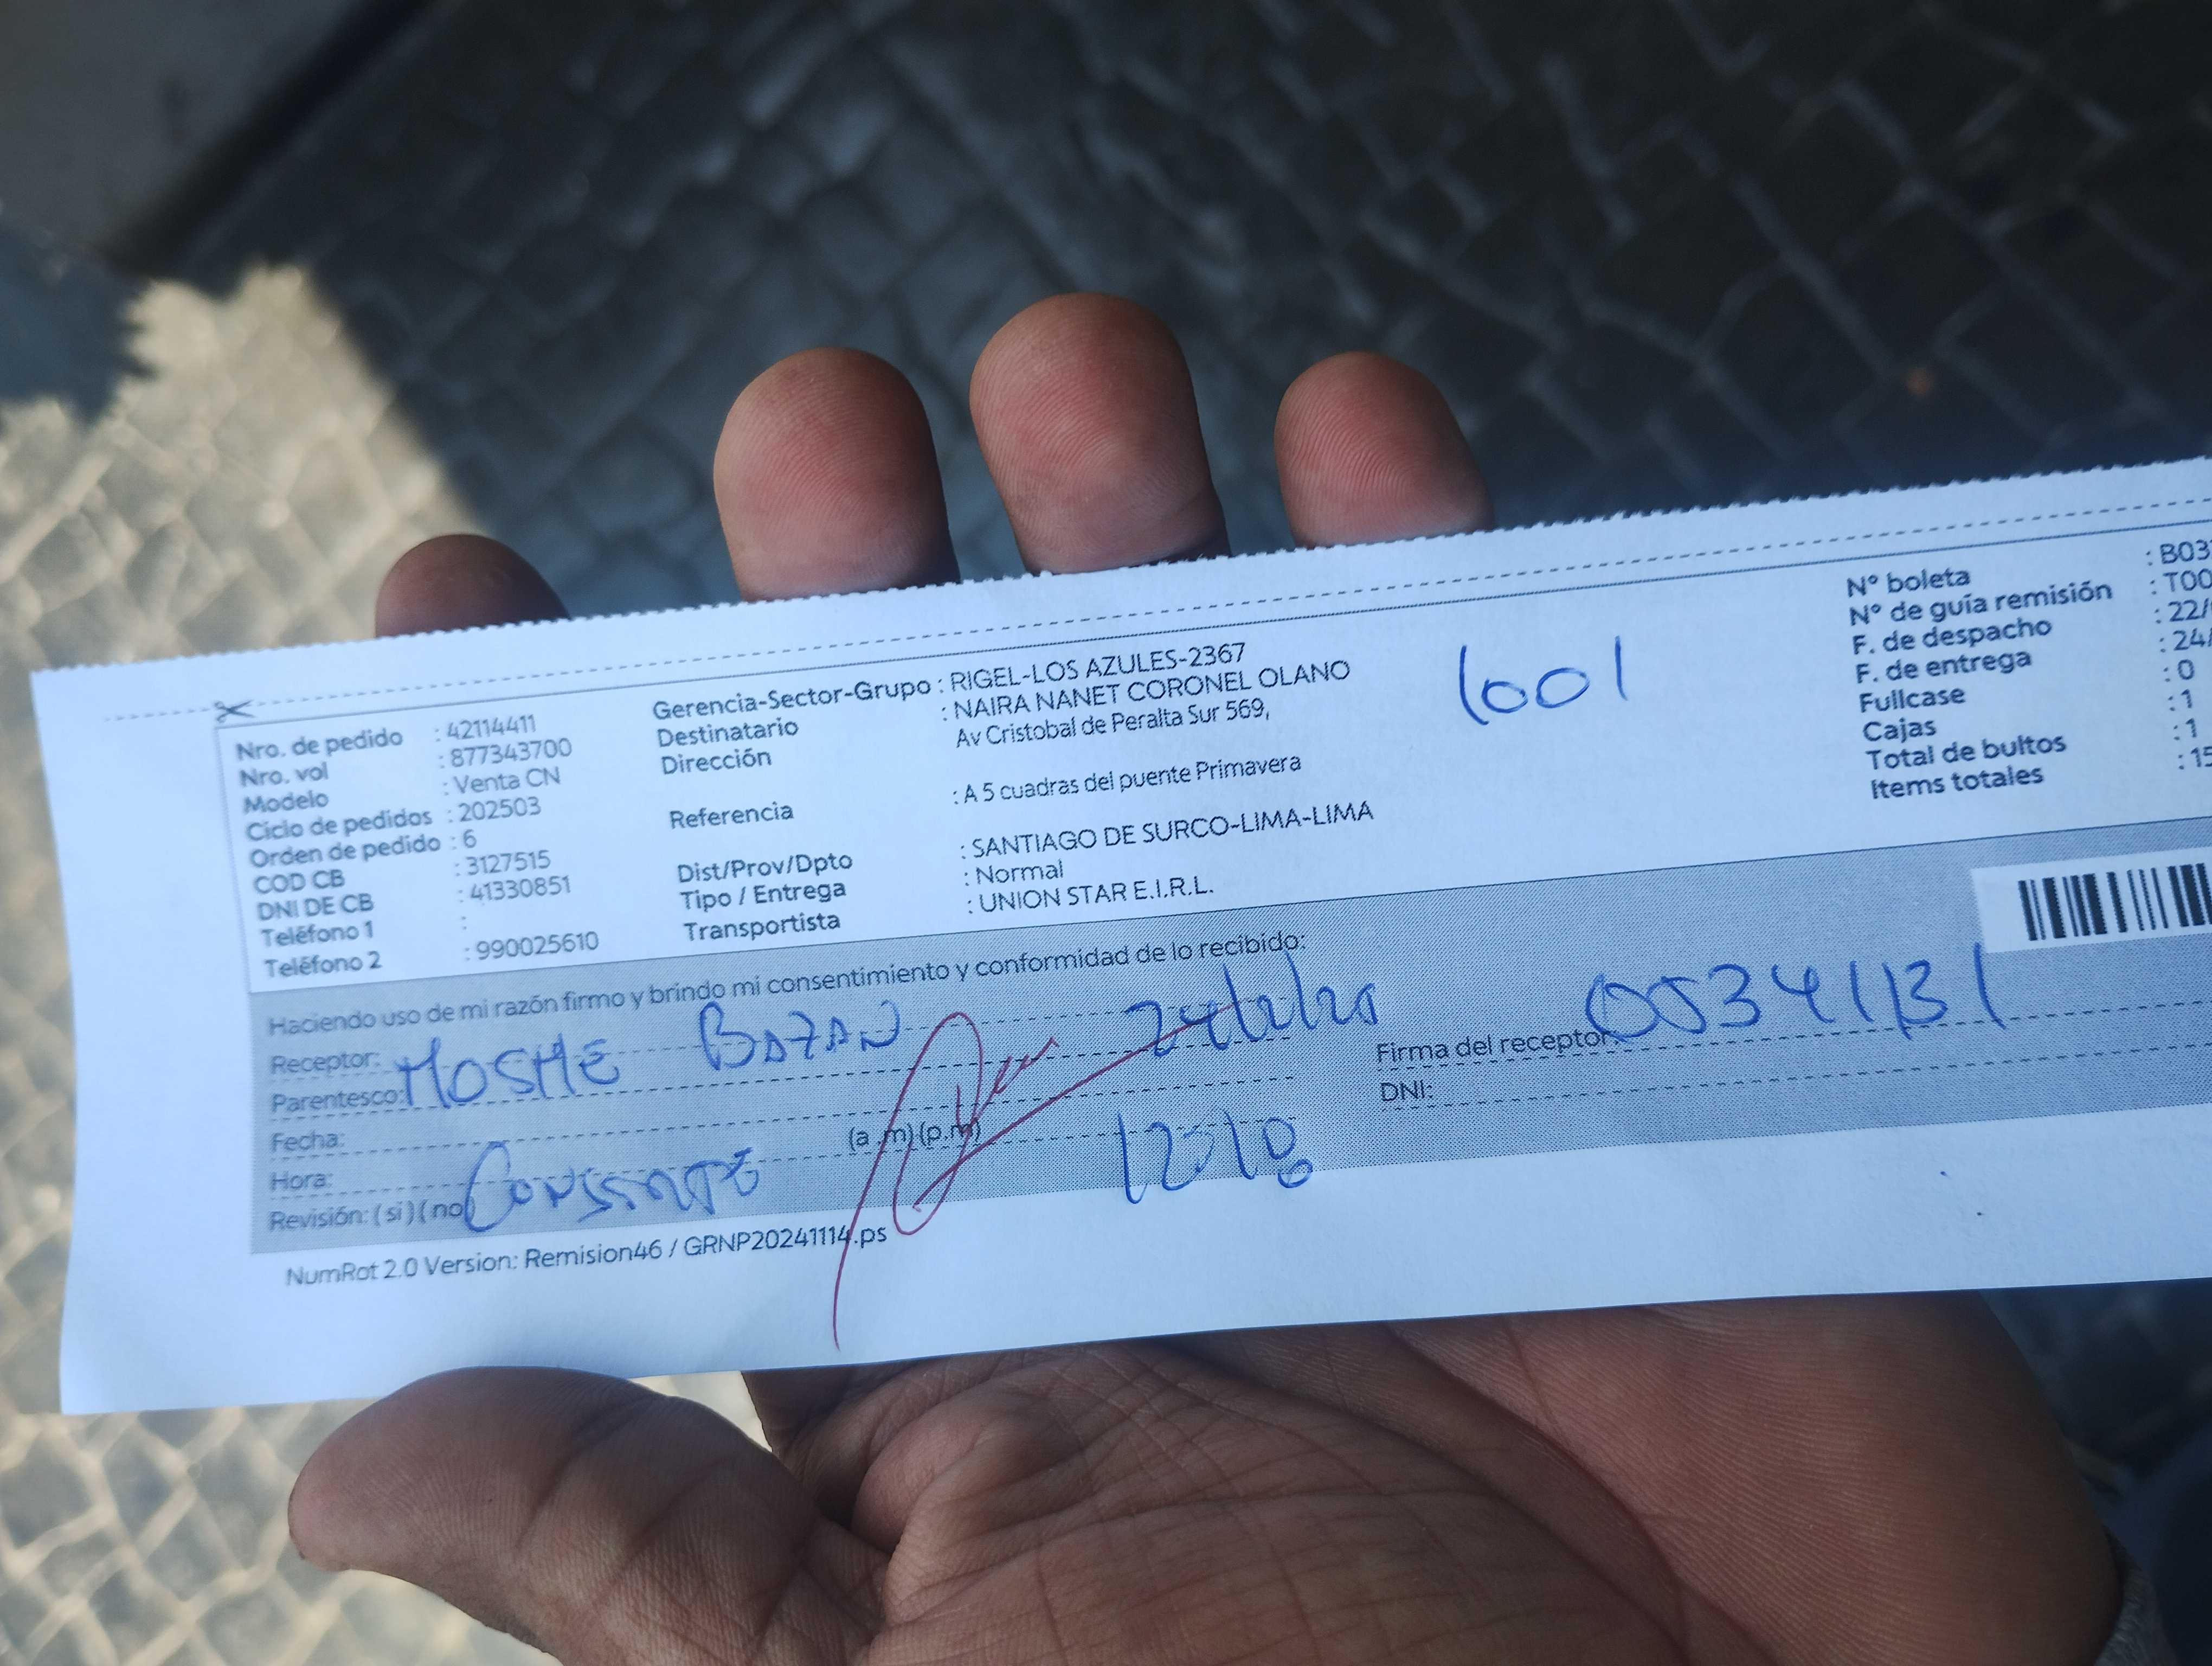 Nro. de pedido : 42114411
Nro. vol : 877343700
Modelo : Venta CN
Ciclo de pedidos : 202503
Orden de pedido : 6
COD CB : 3127515
DNI DE CB : 41330851
Teléfono 1 :
Teléfono 2 : 990025610
Gerencia-Sector-Grupo : RIGEL-LOS AZULES-2367
Destinatario : NAIRA NANET CORONEL OLANO
Dirección Av Cristobal de Peralta Sur 569,
Referencia : A 5 cuadras del puente Primavera
Dist/Prov/Dpto : SANTIAGO DE SURCO-LIMA-LIMA
Tipo / Entrega : Normal
Transportista : UNION STAR E.I.R.L.
1001
N° boleta : B03
N° de guía remisión : T00
F. de despacho : 22/
F. de entrega : 24/
Fullcase : 0
Cajas : 1
Total de bultos : 1
Items totales : 15
Haciendo uso de mi razón firmo y brindo mi consentimiento y conformidad de lo recibido:
Receptor: MOSHE BAZAN
Parentesco:
Fecha:
Hora: (a .m) (p.m)
Revisión: ( si ) ( no )
12:18
Firma del receptor:
DNI:
NumRot 2.0 Version: Remision46 / GRNP20241114.ps